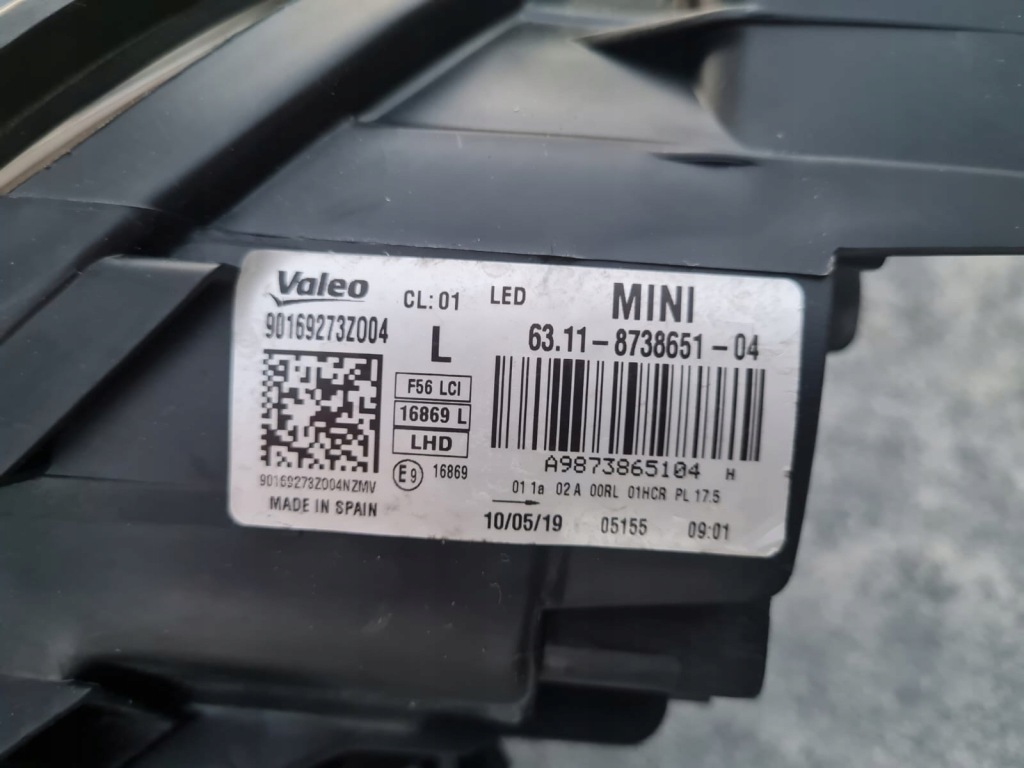 Valeo
90169273Z004
90169273Z004NZMV
MADE IN SPAIN
CL: 01
L
F56 LCI
16869 L
LHD
E9 16869
LED
MINI
63.11-8738651-04
A9873865104 H
01 1a 02 A 00RL 01HCR PL 17.5
10/05/19 05155 09:01